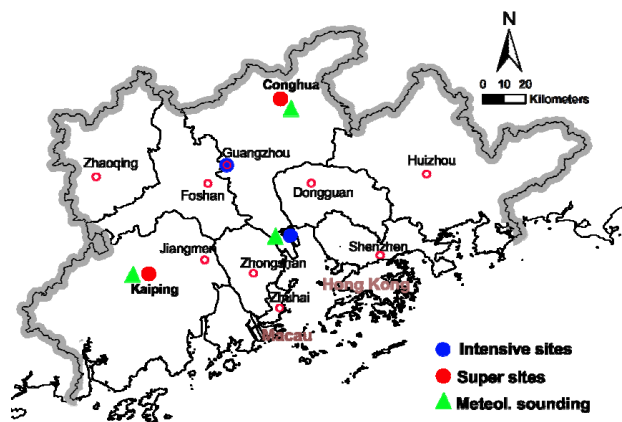 N
Conghua
0 10 20
Kilometers
Guangzhou
Zhaoqing
Huizhou
Foshan
Dongguan
Jiangmen
Shenzhen
Zhongshan
Kaiping
Hong Kong
Zhuhai
Macau
Intensive sites
Super sites
Meteol. sounding